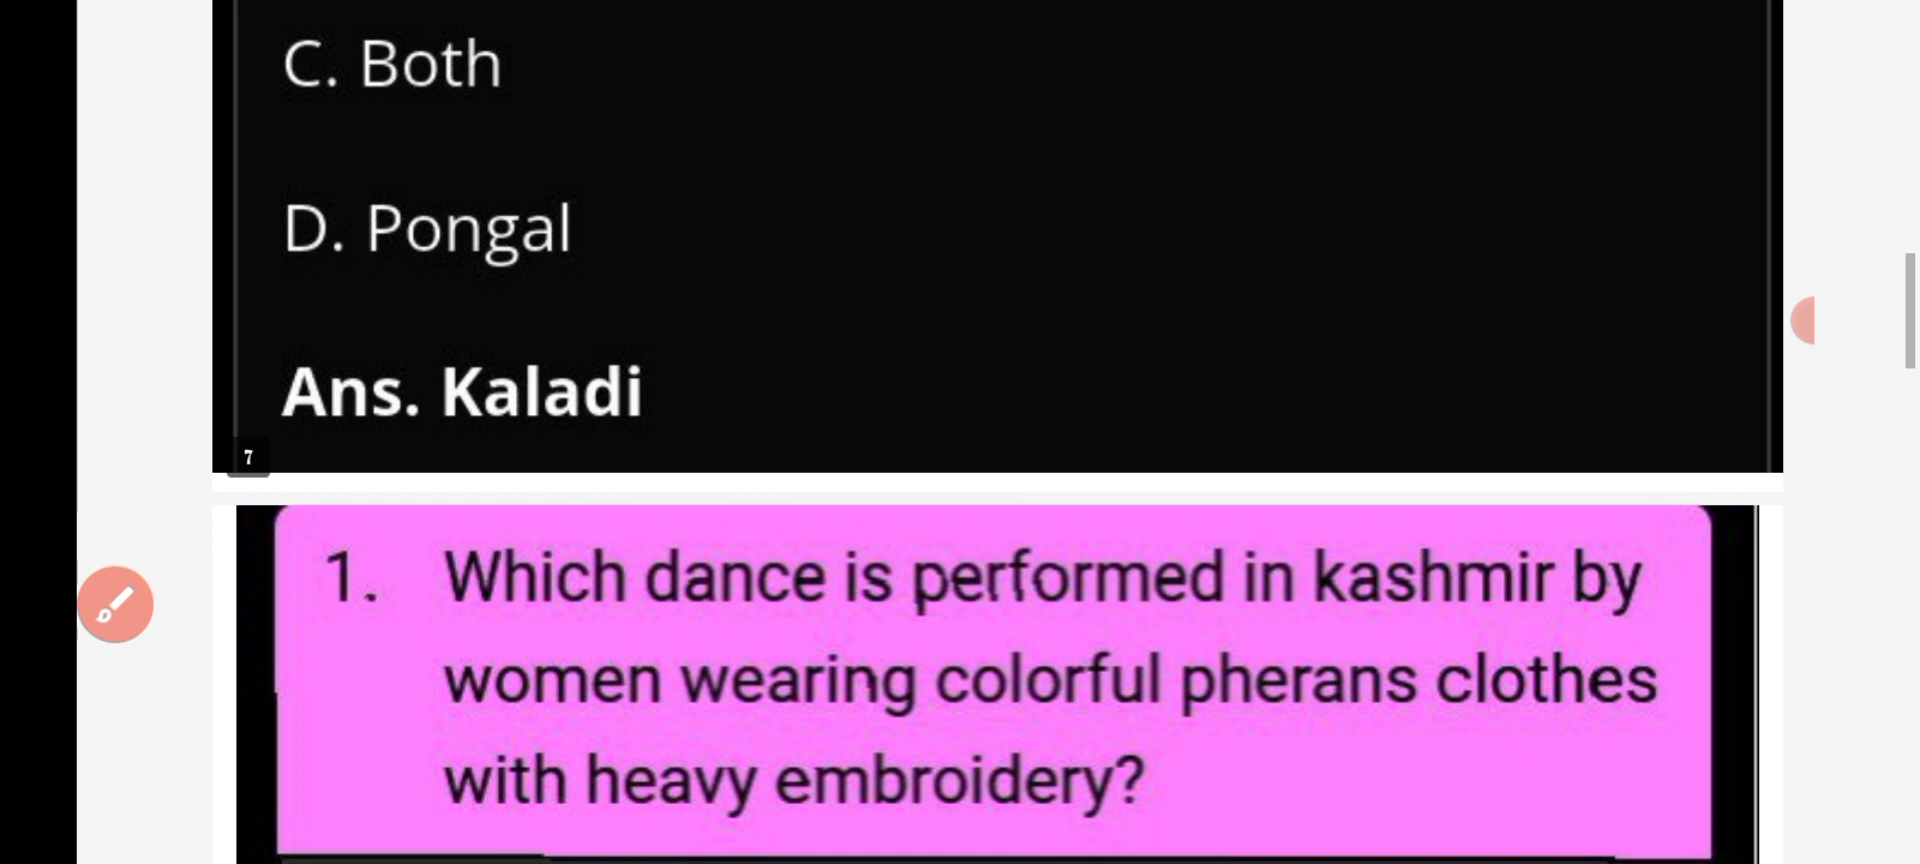 C. Both
D. Pongal
Ans. Kaladi
7
1. Which dance is performed in kashmir by
women wearing colorful pherans clothes
with heavy embroidery?